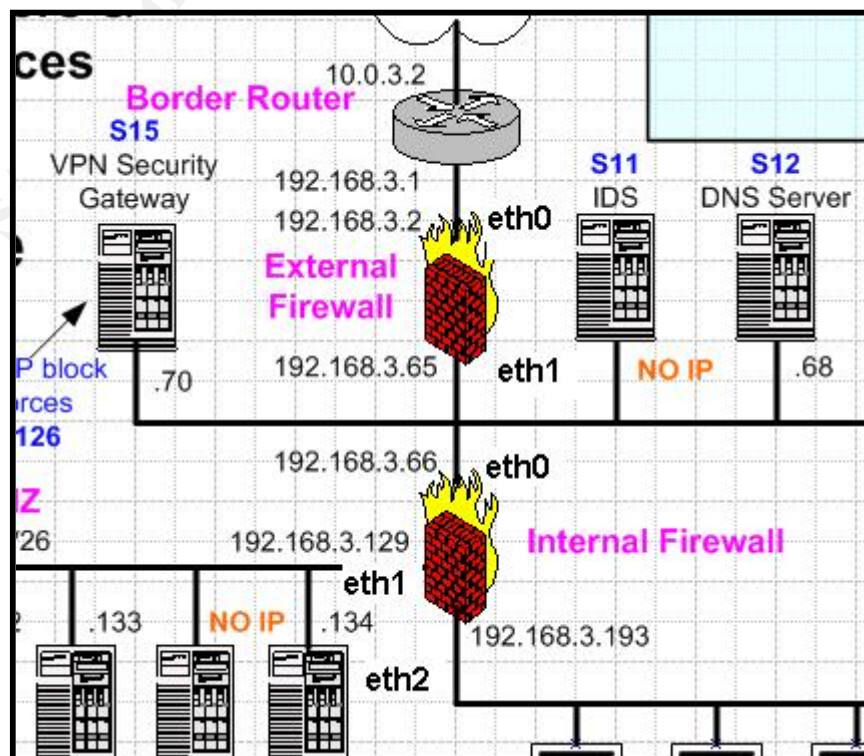 ces
10.0.3.2
Border Router
S15
VPN Security
Gateway
192.168.3.1
192.168.3.2
eth0
S11
IDS
S12
DNS Server
External
Firewall
192.168.3.65
eth1
NO IP
.68
P block
.70
orces
126
192.168.3.66
eth0
Internal Firewall
IZ
/26
192.168.3.129
eth1
.133
NO IP
.134
192.168.3.193
eth2